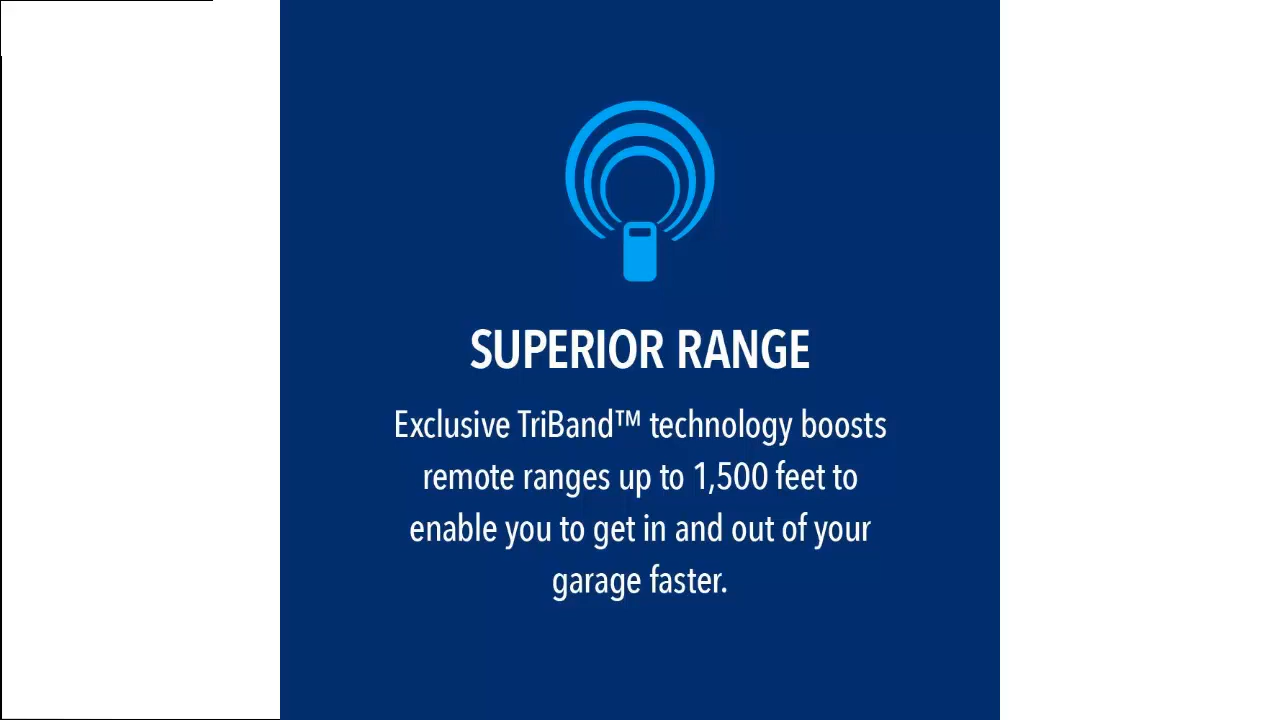 SUPERIOR RANGE
Exclusive TriBand™ technology boosts
remote ranges up to 1,500 feet to
enable you to get in and out of your
garage faster.